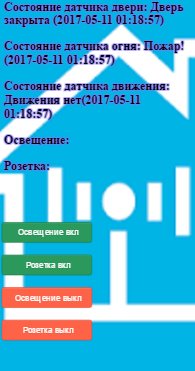 Состояние датчика двери: Дверь
закрыта (2017-05-11 01:18:57)
Состояние датчика огня: Пожар!
(2017-05-11 01:18:57)
Состояние датчика движения:
Движения нет(2017-05-11
01:18:57)
Освещение:
Розетка:
Освещение вкл
Розетка вкл
Освещение выкл
Розетка выкл